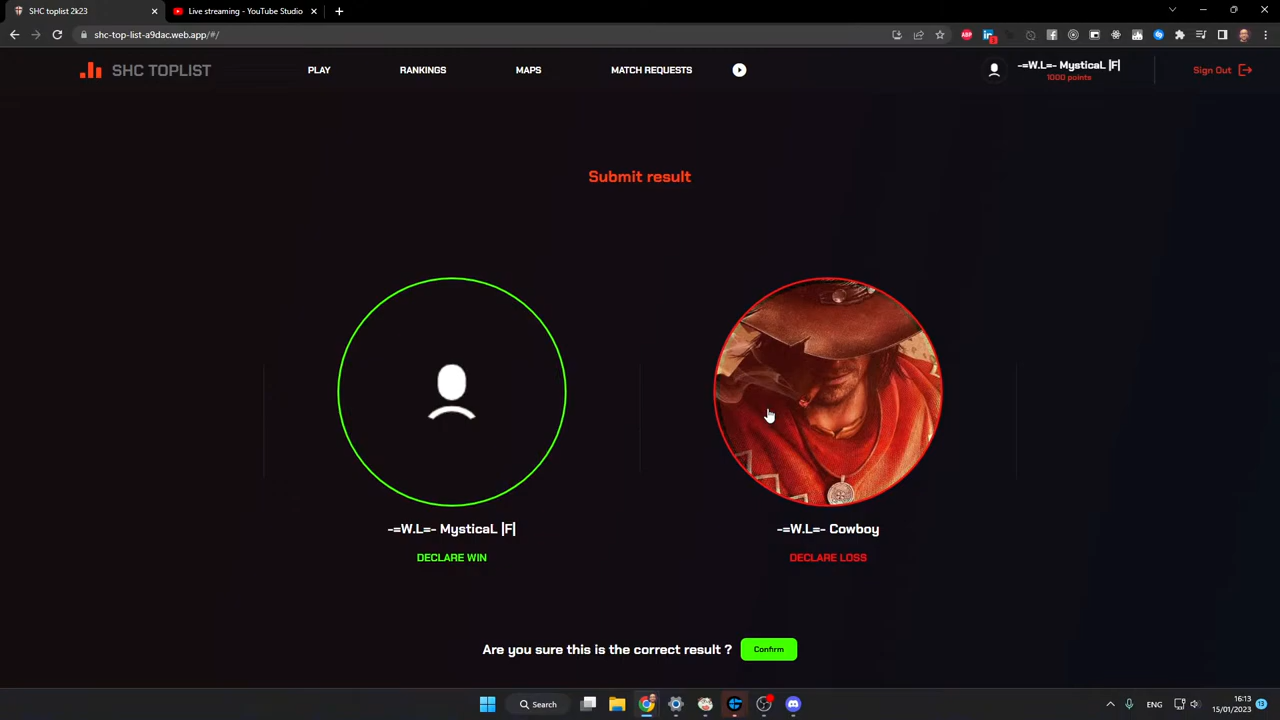 SHC toplist 2k23
Live streaming - YouTube Studio
shc-top-list-a9dac.web.app/#/
SHC TOPLIST
PLAY
RANKINGS
MAPS
MATCH REQUESTS
-=W.L=- MysticaL |F|
1000 points
Sign Out
Submit result
-=W.L=- MysticaL |F|
DECLARE WIN
-=W.L=- Cowboy
DECLARE LOSS
Are you sure this is the correct result ?
Confirm
Search
ENG
16:13
15/01/2023